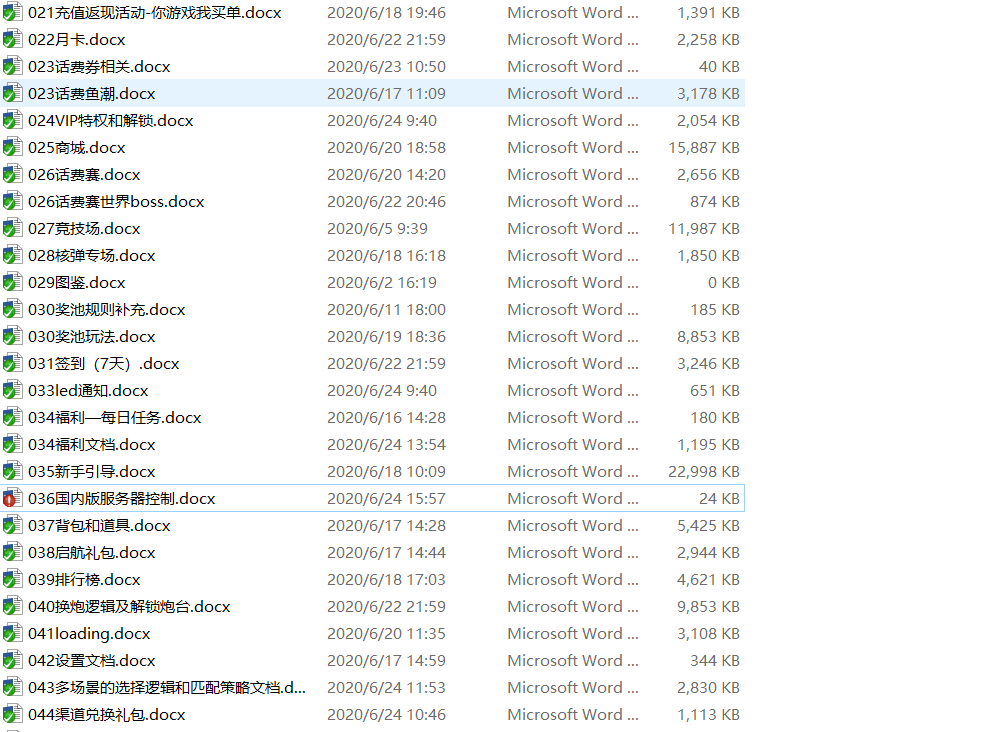 021充值返现活动-你游戏我买单.docx 2020/6/18 19:46 Microsoft Word ... 1,391 KB
022月卡.docx 2020/6/22 21:59 Microsoft Word ... 2,258 KB
023话费券相关.docx 2020/6/23 10:50 Microsoft Word ... 40 KB
023话费鱼潮.docx 2020/6/17 11:09 Microsoft Word ... 3,178 KB
024VIP特权和解锁.docx 2020/6/24 9:40 Microsoft Word ... 2,054 KB
025商城.docx 2020/6/20 18:58 Microsoft Word ... 15,887 KB
026话费赛.docx 2020/6/20 14:20 Microsoft Word ... 2,656 KB
026话费赛世界boss.docx 2020/6/22 20:46 Microsoft Word ... 874 KB
027竞技场.docx 2020/6/5 9:39 Microsoft Word ... 11,987 KB
028核弹专场.docx 2020/6/18 16:18 Microsoft Word ... 1,850 KB
029图鉴.docx 2020/6/2 16:19 Microsoft Word ... 0 KB
030奖池规则补充.docx 2020/6/11 18:00 Microsoft Word ... 185 KB
030奖池玩法.docx 2020/6/19 18:36 Microsoft Word ... 8,853 KB
031签到（7天）.docx 2020/6/22 21:59 Microsoft Word ... 3,246 KB
033led通知.docx 2020/6/24 9:40 Microsoft Word ... 651 KB
034福利—每日任务.docx 2020/6/16 14:28 Microsoft Word ... 180 KB
034福利文档.docx 2020/6/24 13:54 Microsoft Word ... 1,195 KB
035新手引导.docx 2020/6/18 10:09 Microsoft Word ... 22,998 KB
036国内版服务器控制.docx 2020/6/24 15:57 Microsoft Word ... 24 KB
037背包和道具.docx 2020/6/17 14:28 Microsoft Word ... 5,425 KB
038启航礼包.docx 2020/6/17 14:44 Microsoft Word ... 2,944 KB
039排行榜.docx 2020/6/18 17:03 Microsoft Word ... 4,621 KB
040换炮逻辑及解锁炮台.docx 2020/6/22 21:59 Microsoft Word ... 9,853 KB
041loading.docx 2020/6/20 11:35 Microsoft Word ... 3,108 KB
042设置文档.docx 2020/6/17 14:59 Microsoft Word ... 344 KB
043多场景的选择逻辑和匹配策略文档.d... 2020/6/24 11:53 Microsoft Word ... 2,830 KB
044渠道兑换礼包.docx 2020/6/24 10:46 Microsoft Word ... 1,113 KB